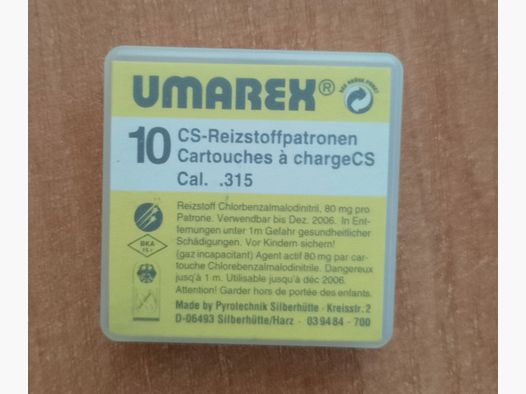 UMAREX®
10 CS-Reizstoffpatronen
Cartouches à chargeCS
Cal. .315
Reizstoff Chlorbenzalmalodinitril, 80 mg pro
Patrone. Verwendbar bis Dez. 2006. In Ent-
fernungen unter 1m Gefahr gesundheitlicher
Schädigungen. Vor Kindern sichern!
(gaz incapacitant) Agent actif 80 mg par car-
touche Chlorebenzalmalodinitrile. Dangereux
jusq'à 1 m. Utilisable jusqu'à déc 2006.
Attention! Garder hors de portée des enfants.
Made by Pyrotechnik Silberhütte · Kreisstr. 2
D-06493 Silberhütte/Harz · 039484 - 700
BKA